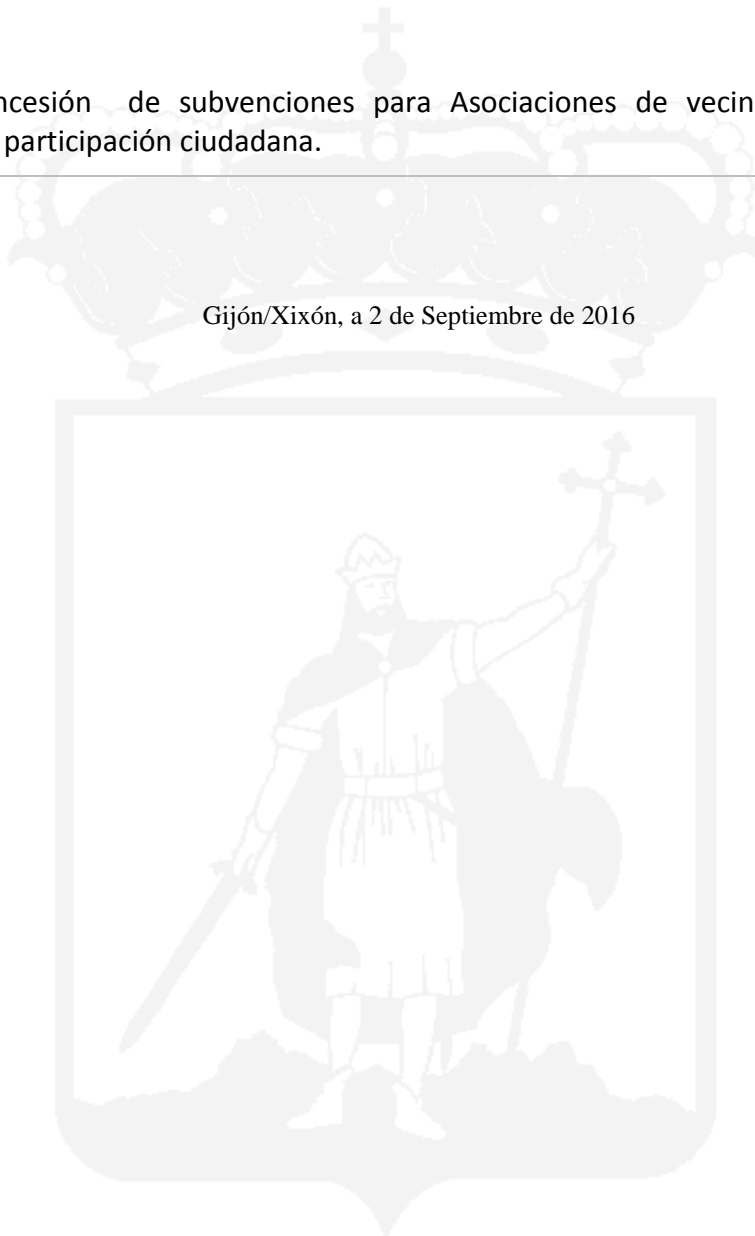 ncesión de subvenciones para Asociaciones de vecin
participación ciudadana.
Gijón/Xixón, a 2 de Septiembre de 2016